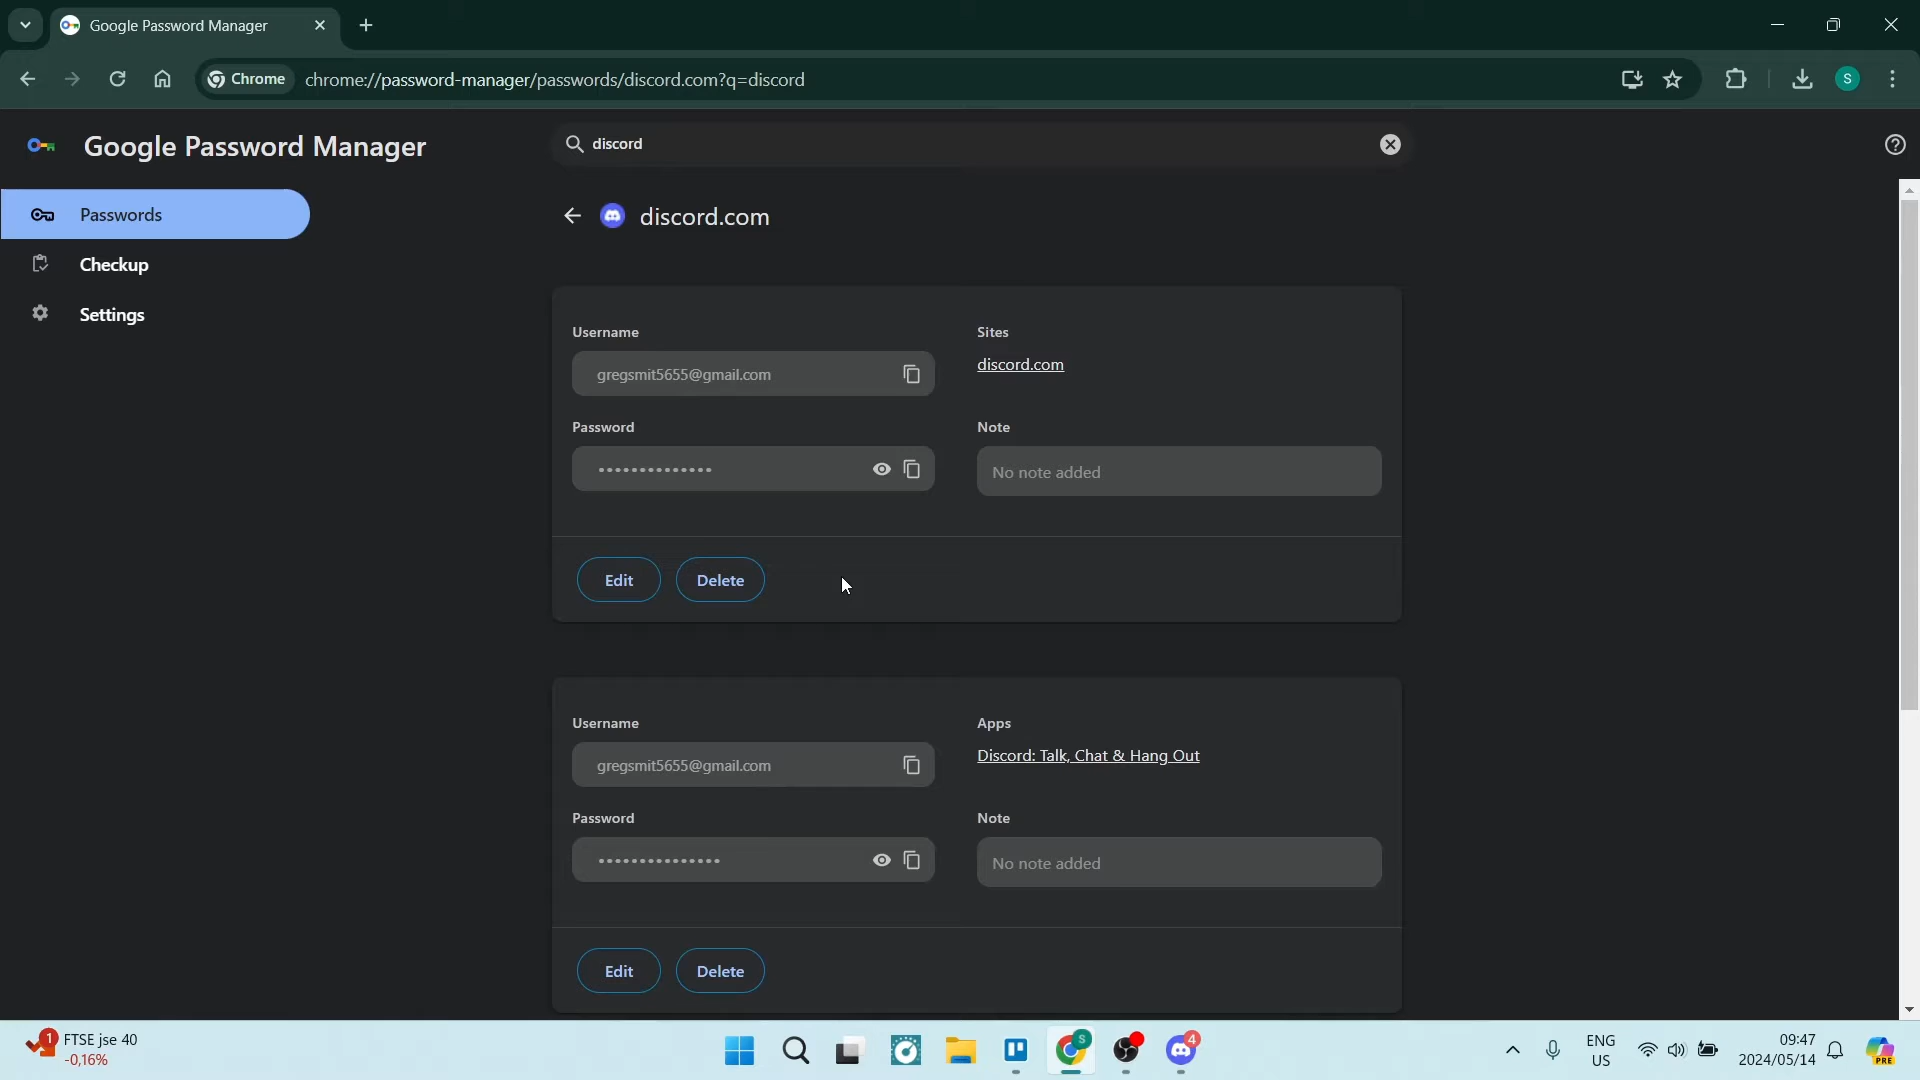 Google Password Manager
Chrome
chrome://password-manager/passwords/discord.com?q=discord
S
Google Password Manager
discord
Passwords
Checkup
Settings
discord.com
Username
Sites
gregsmit5655@gmail.com
discord.com
Password
Note
••••••••••••••
No note added
Edit
Delete
Username
Apps
gregsmit5655@gmail.com
Discord: Talk, Chat & Hang Out
Password
Note
•••••••••••••••
No note added
Edit
Delete
1
FTSE jse 40
-0,16%
S
4
ENG
US
09:47
2024/05/14
PRE